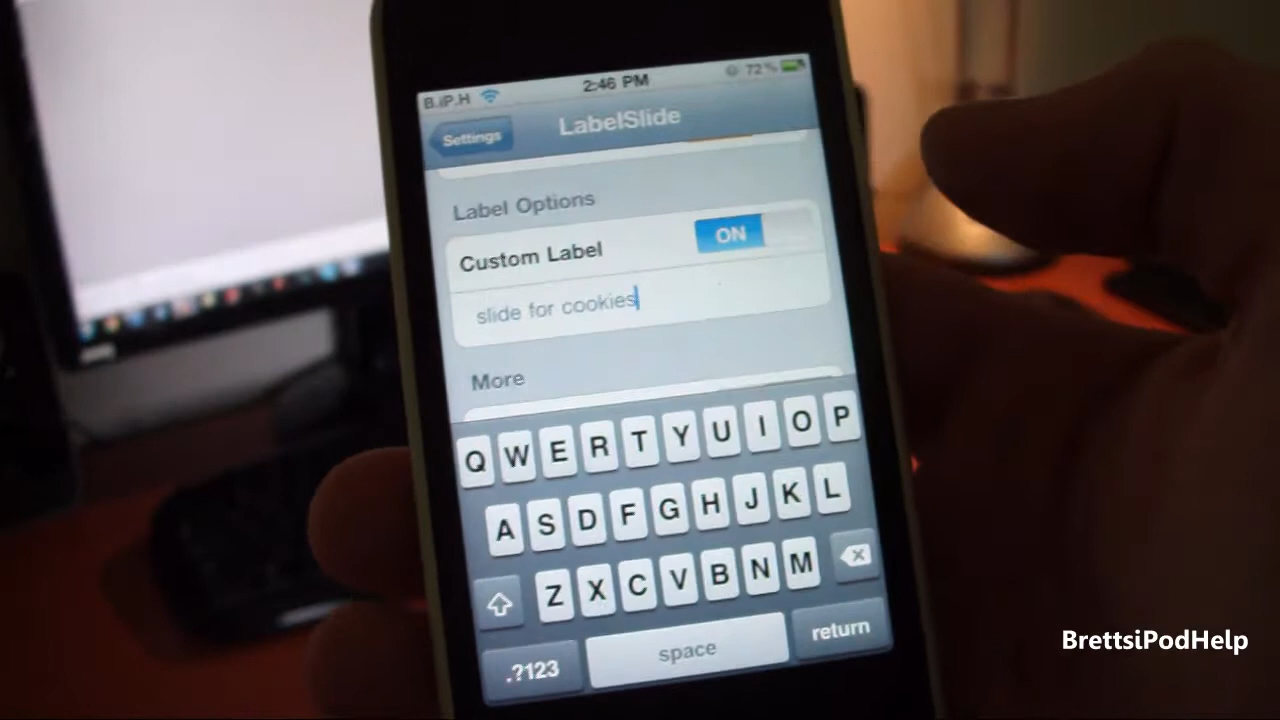 B.iP.H 2:46 PM 72%
Settings LabelSlide
Label Options
Custom Label ON
slide for cookies
More
Q W E R T Y U I O P
A S D F G H J K L
Z X C V B N M
.?123 space return
BrettsiPodHelp